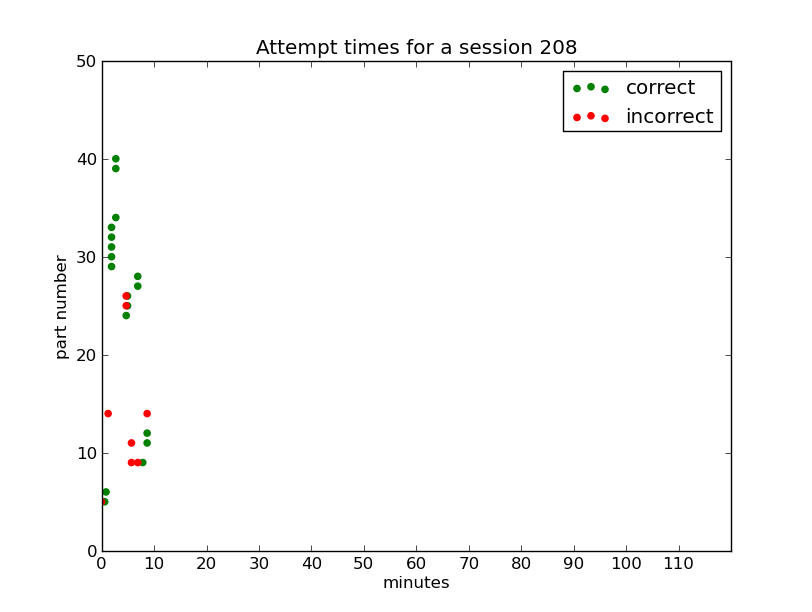 Attempt times for a session 208
correct
incorrect
part number
50
40
30
20
10
0
0 10 20 30 40 50 60 70 80 90 100 110
minutes